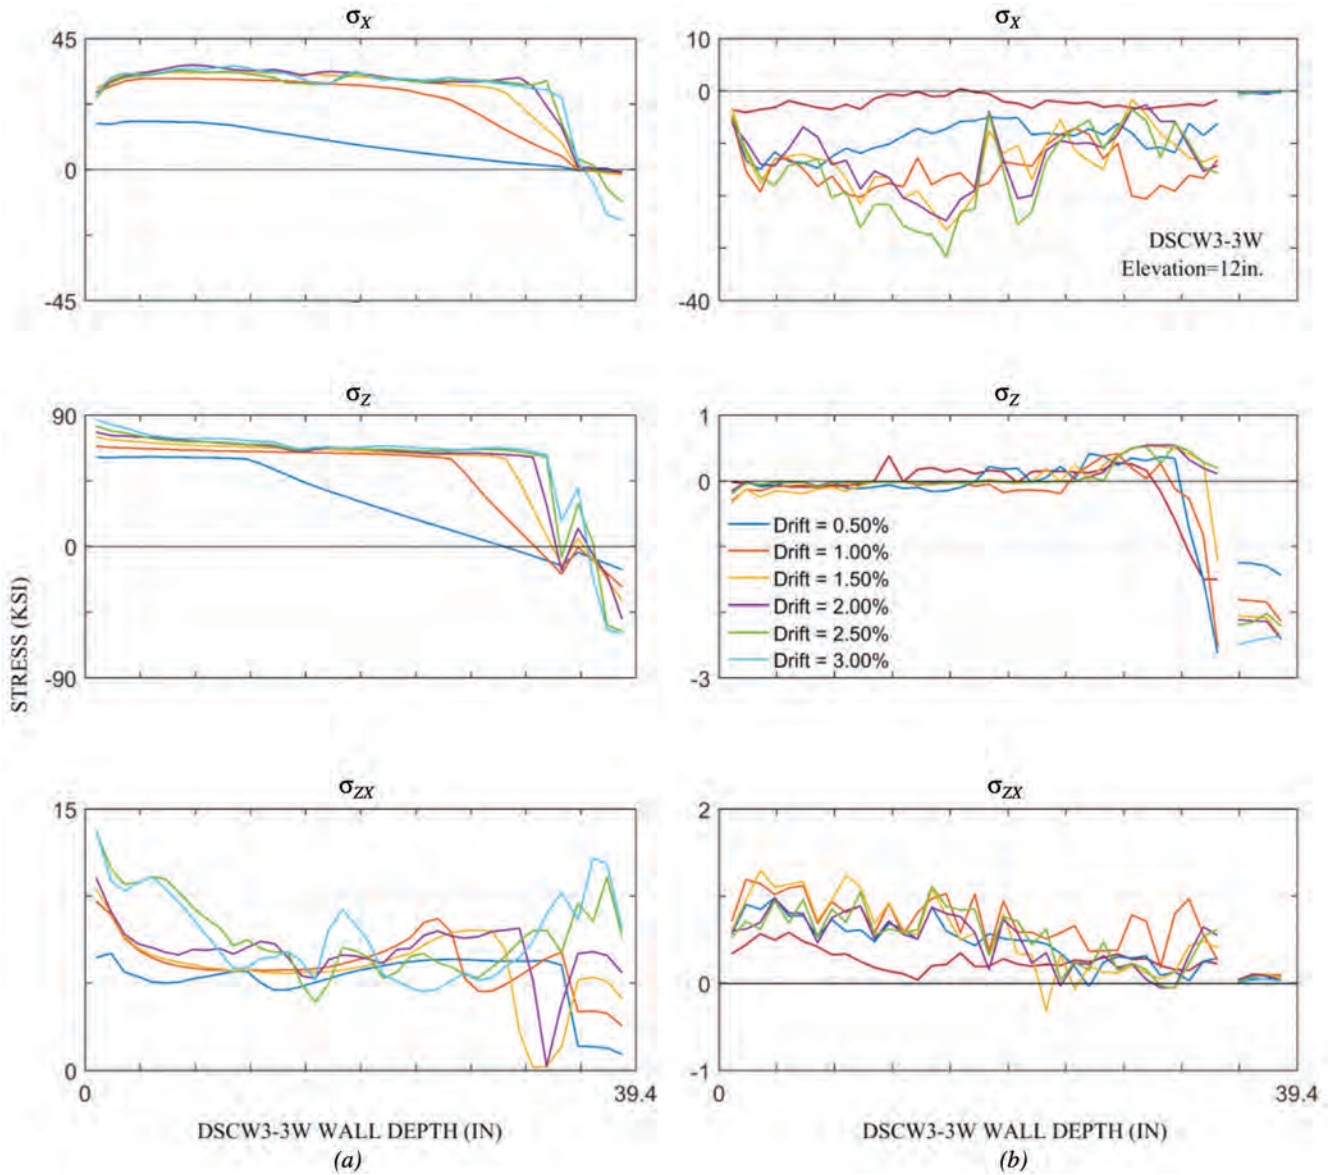 σX
45
0
-45
σX
10
0
-40
DSCW3-3W
Elevation=12in.
σZ
90
0
-90
σZ
1
0
-3
Drift = 0.50%
Drift = 1.00%
Drift = 1.50%
Drift = 2.00%
Drift = 2.50%
Drift = 3.00%
STRESS (KSI)
σZX
15
0
0
39.4
DSCW3-3W WALL DEPTH (IN)
(a)
σZX
2
1
0
-1
0
39.4
DSCW3-3W WALL DEPTH (IN)
(b)